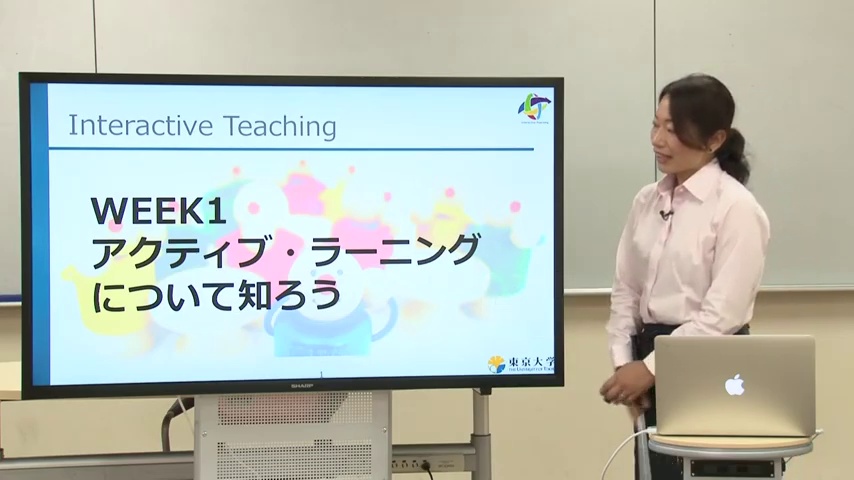 Interactive Teaching
WEEK1
アクティブ・ラーニング
について知ろう
東京大学
SHARP